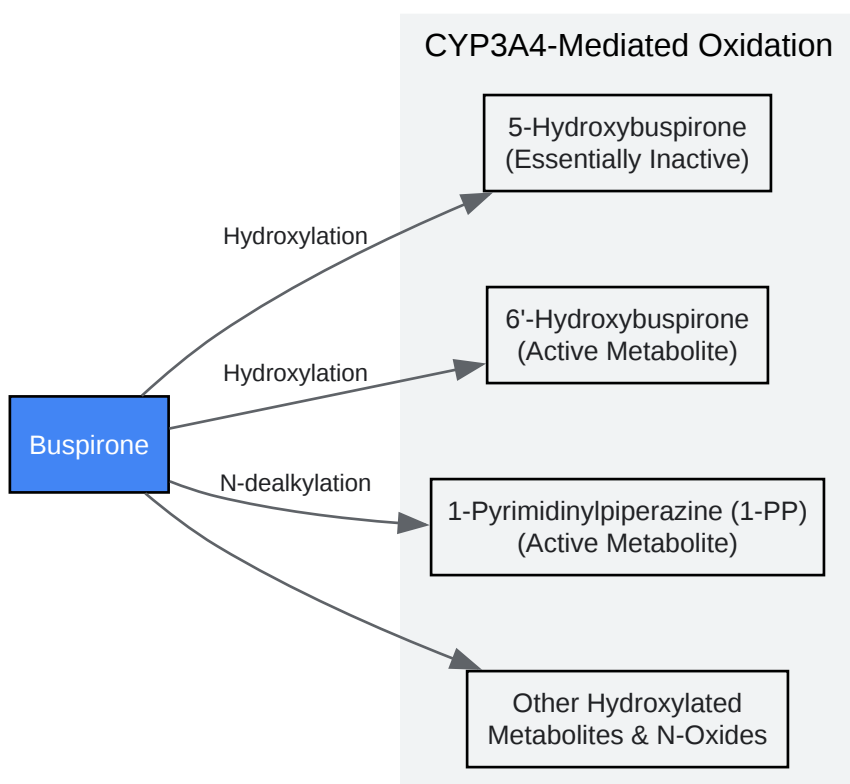 CYP3A4-Mediated Oxidation
5-Hydroxybuspirone
(Essentially Inactive)
Hydroxylation
6'-Hydroxybuspirone
(Active Metabolite)
Hydroxylation
Buspirone
N-dealkylation
1-Pyrimidinylpiperazine (1-PP)
(Active Metabolite)
Other Hydroxylated
Metabolites & N-Oxides